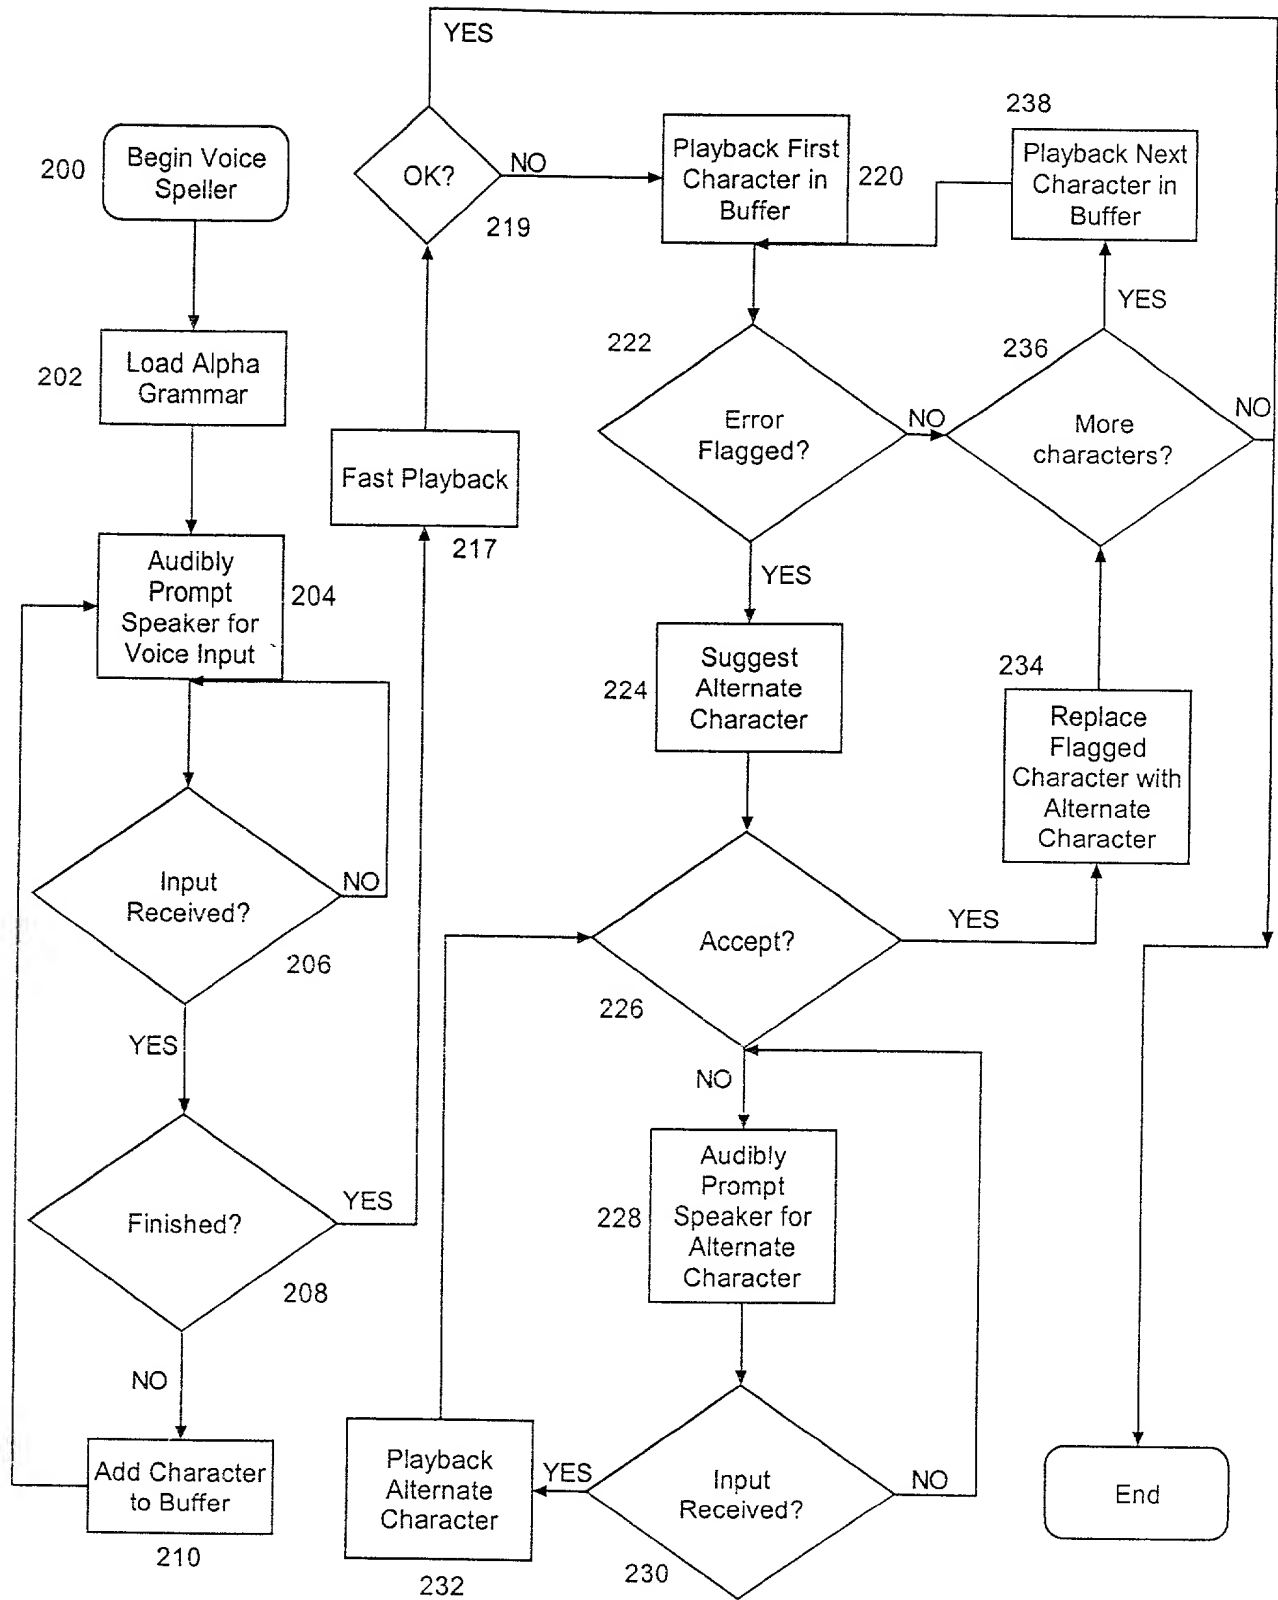 YES
238
200
Begin Voice
Speller
OK?
NO
219
Playback First
Character in
Buffer
220
Playback Next
Character in
Buffer
YES
202
Load Alpha
Grammar
222
Error
Flagged?
NO
236
More
characters?
NO
Fast Playback
217
YES
Audibly
Prompt
Speaker for
Voice Input
204
224
Suggest
Alternate
Character
234
Replace
Flagged
Character with
Alternate
Character
Input
Received?
NO
206
YES
Accept?
YES
226
NO
Finished?
YES
208
NO
228
Audibly
Prompt
Speaker for
Alternate
Character
Add Character
to Buffer
210
Playback
Alternate
Character
232
YES
Input
Received?
NO
230
End